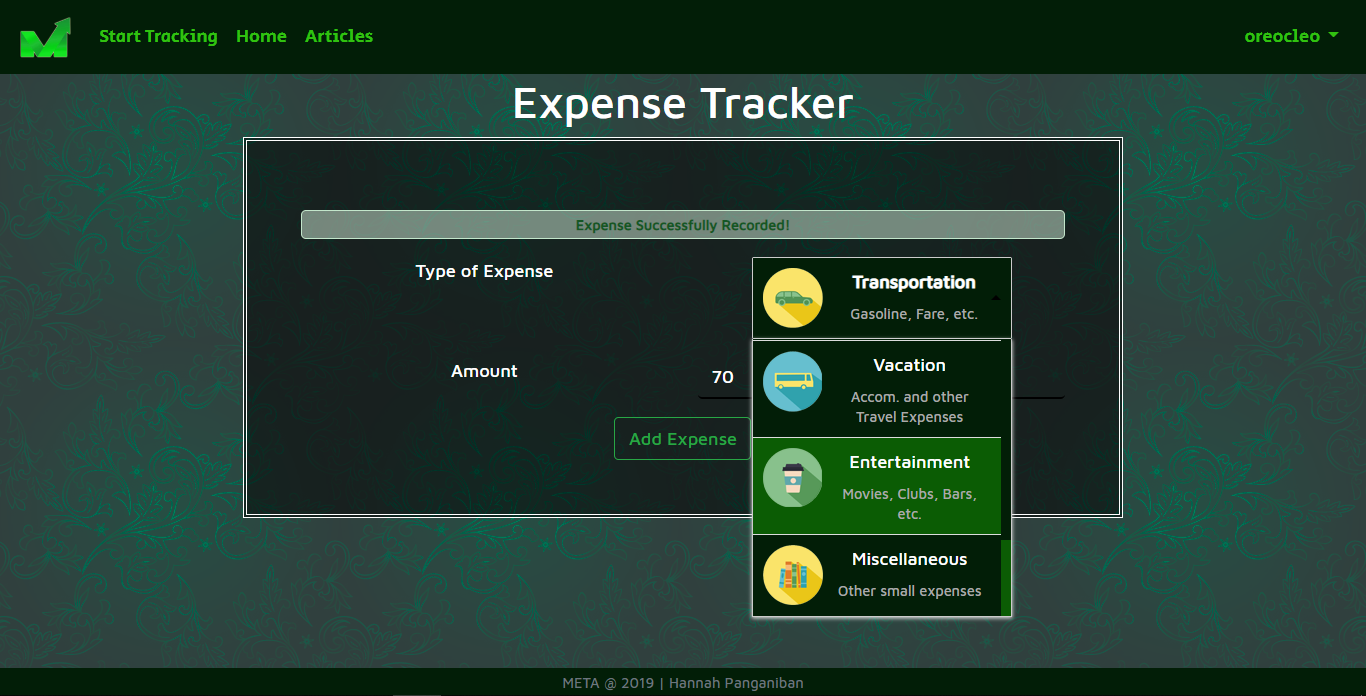 Start Tracking Home Articles oreocleo
Expense Tracker
Expense Successfully Recorded!
Type of Expense
Transportation
Gasoline, Fare, etc.
Amount
70
Vacation
Accom. and other
Travel Expenses
Add Expense
Entertainment
Movies, Clubs, Bars,
etc.
Miscellaneous
Other small expenses
META @ 2019 | Hannah Panganiban